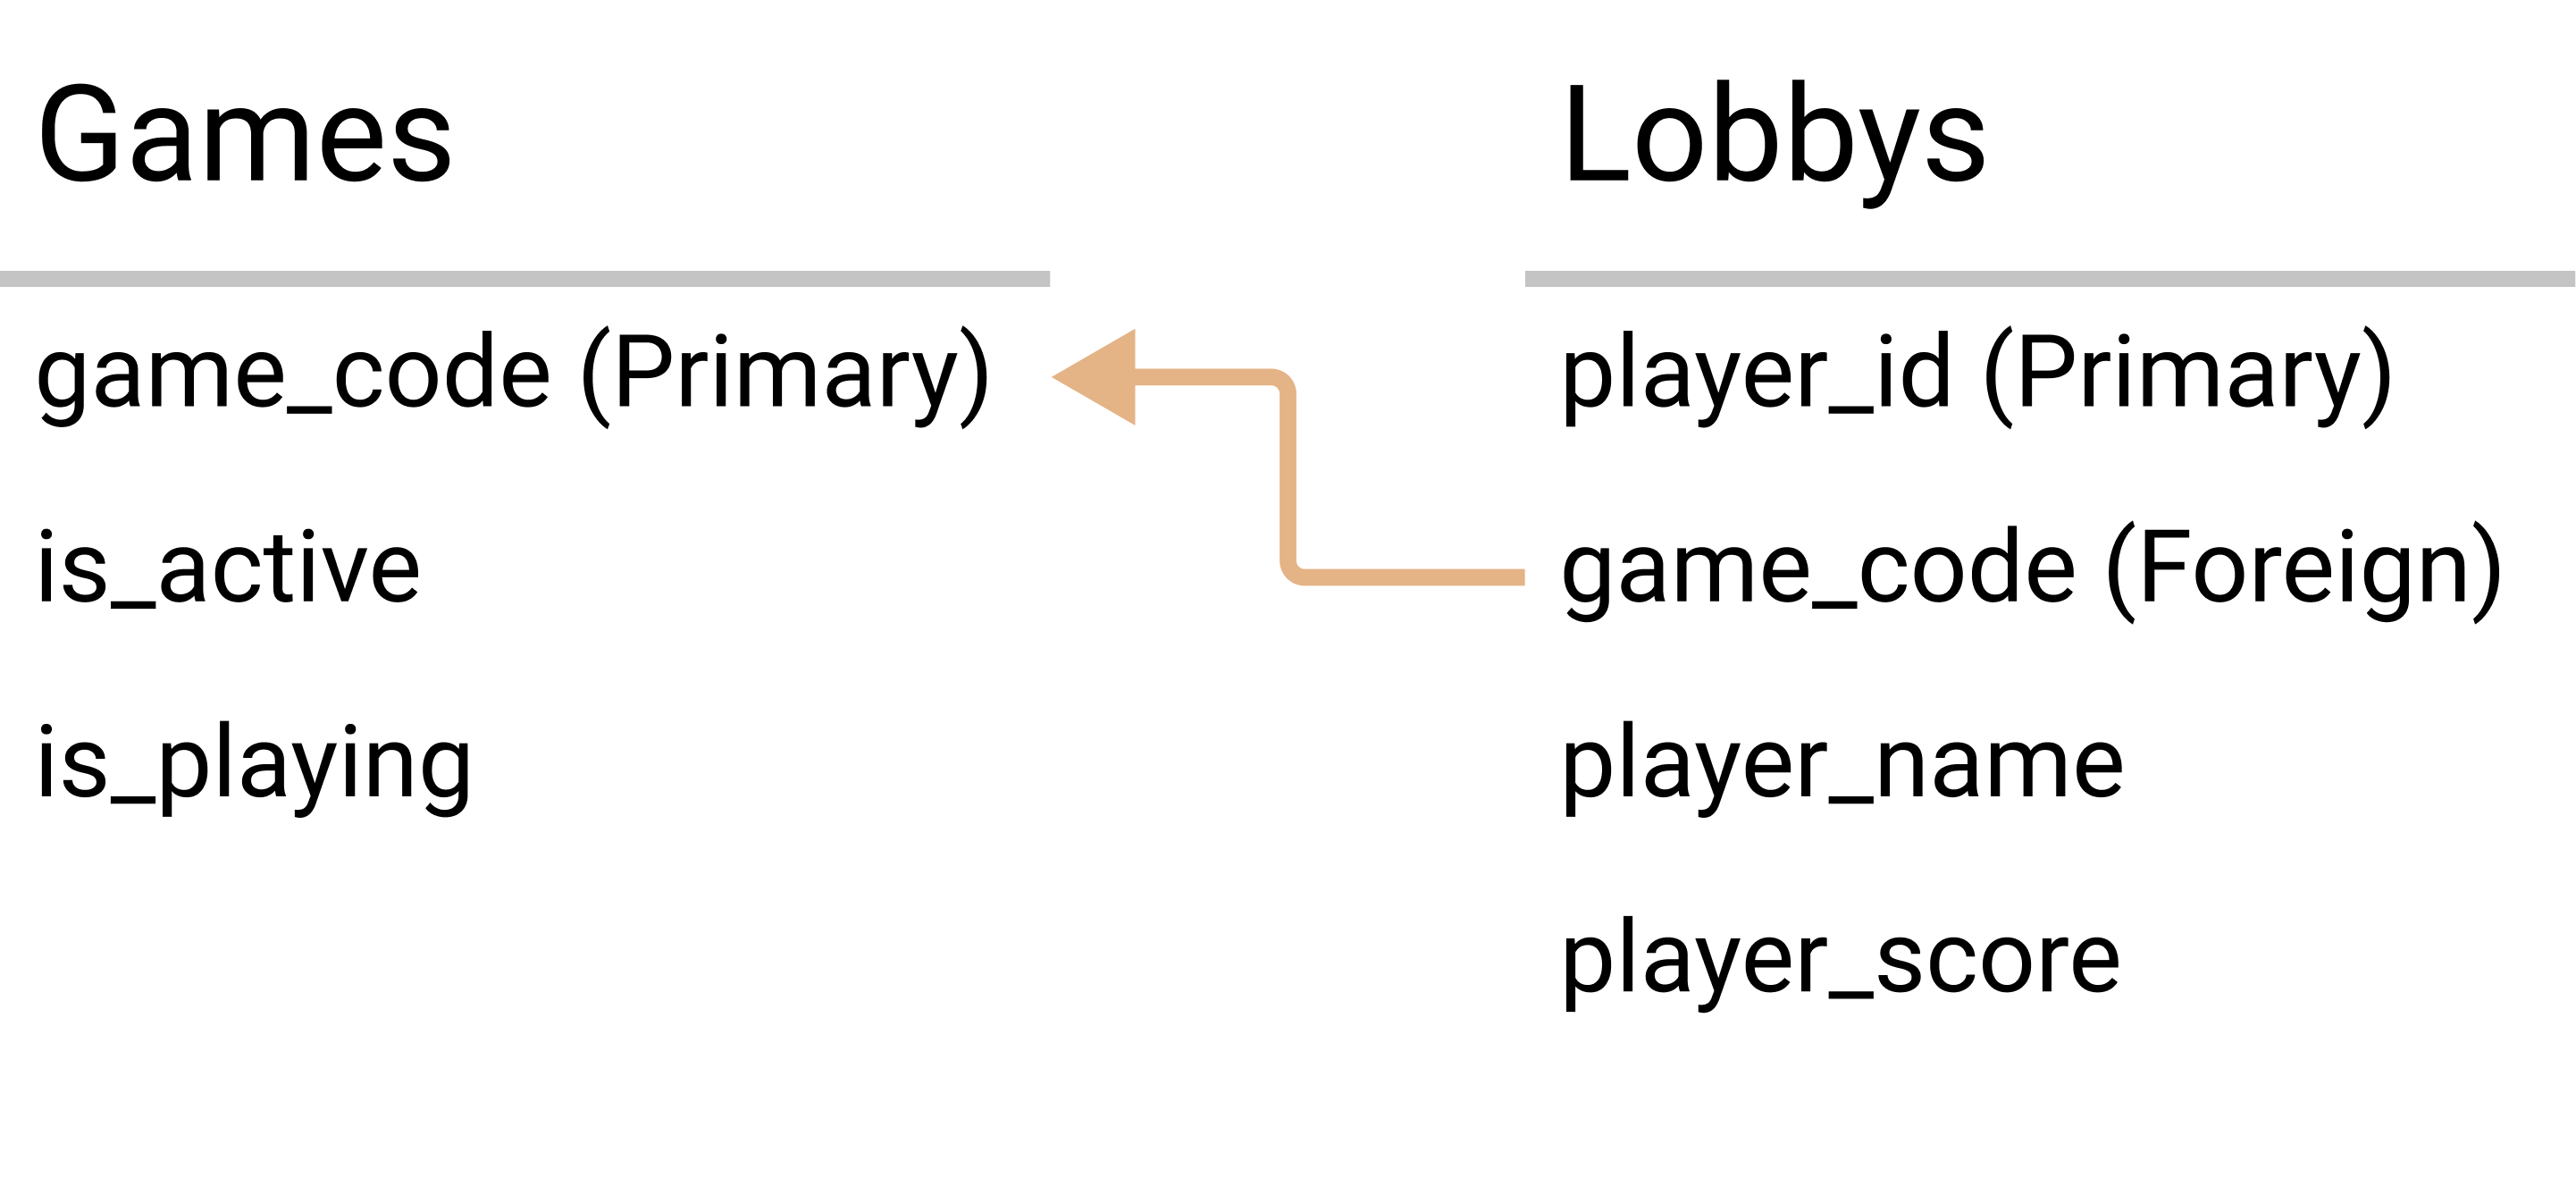 Games
game_code (Primary)
is_active
is_playing
Lobbys
player_id (Primary)
game_code (Foreign)
player_name
player_score